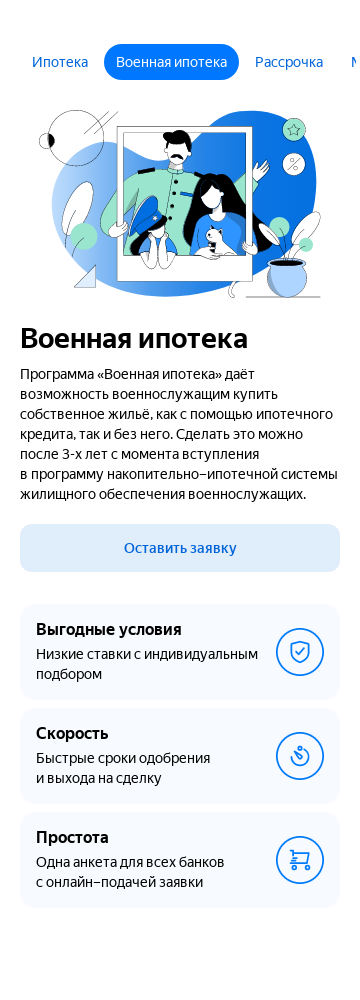 Ипотека
Военная ипотека
Рассрочка
Военная ипотека
Программа «Военная ипотека» даёт
возможность военнослужащим купить
собственное жильё, как с помощью ипотечного
кредита, так и без него. Сделать это можно
после 3-х лет с момента вступления
в программу накопительно–ипотечной системы
жилищного обеспечения военнослужащих.
Оставить заявку
Выгодные условия
Низкие ставки с индивидуальным
подбором
Скорость
Быстрые сроки одобрения
и выхода на сделку
Простота
Одна анкета для всех банков
с онлайн–подачей заявки